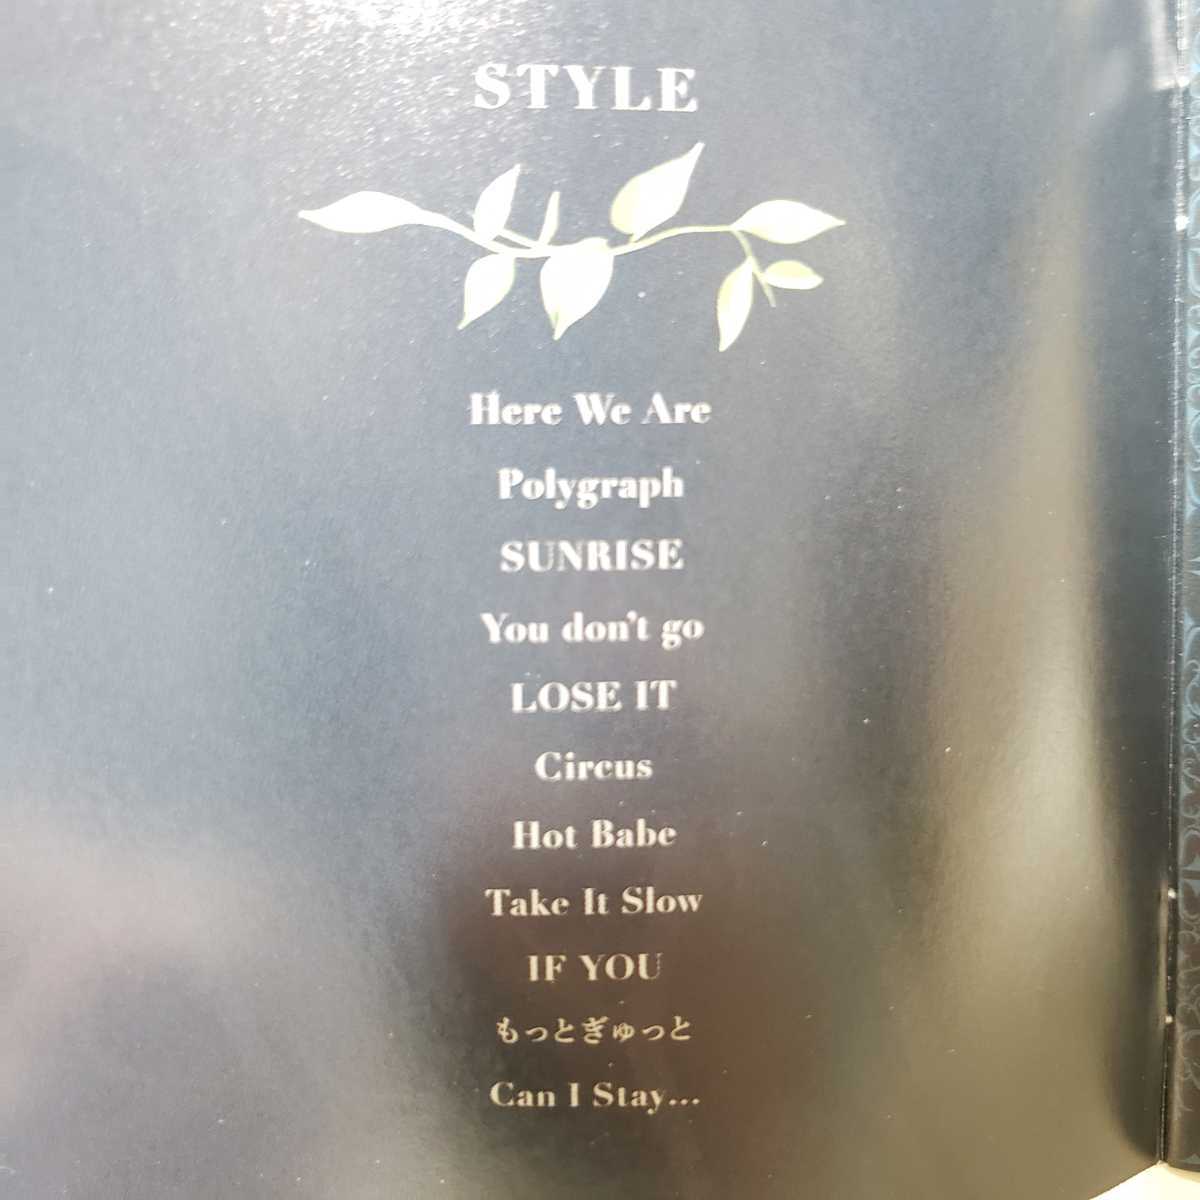 STYLE
Here We Are
Polygraph
SUNRISE
You don't go
LOSE IT
Circus
Hot Babe
Take It Slow
IF YOU
もっとぎゅっと
Can I Stay...